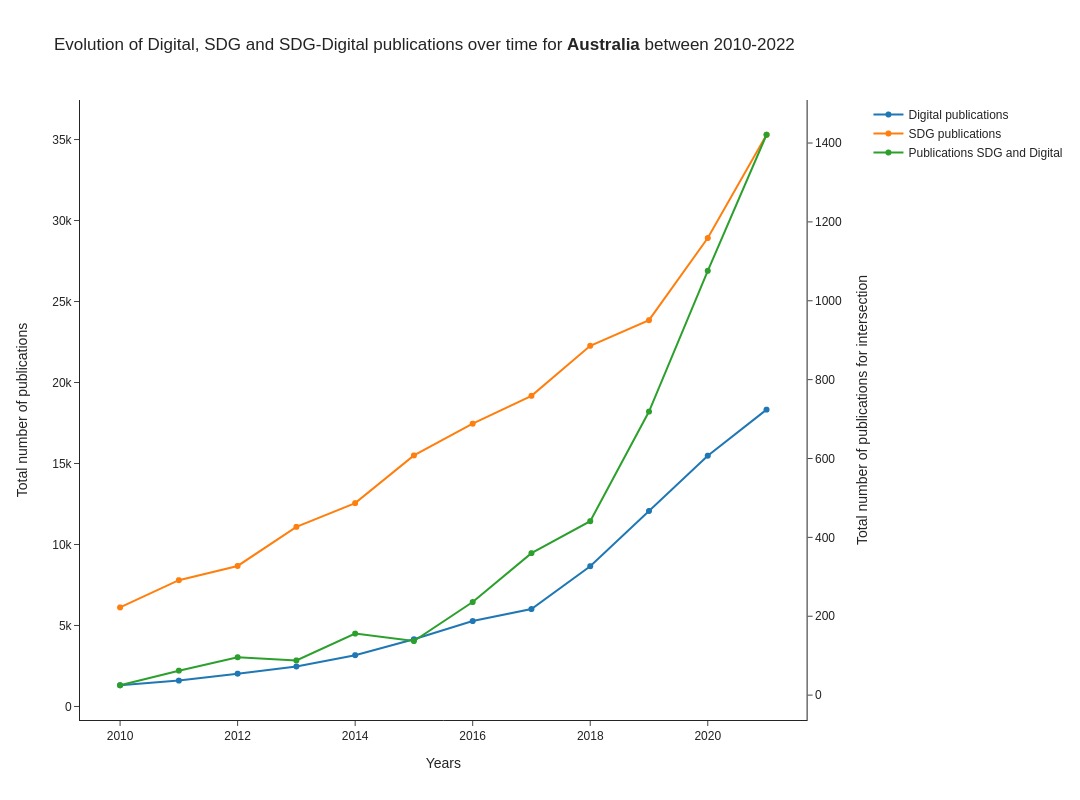 Evolution of Digital, SDG and SDG-Digital publications over time for Australia between 2010-2022
Digital publications
SDG publications
Publications SDG and Digital
Total number of publications
35k
30k
25k
20k
15k
10k
5k
0
1400
1200
1000
800
600
400
200
0
Total number of publications for intersection
2010
2012
2014
2016
2018
2020
Years